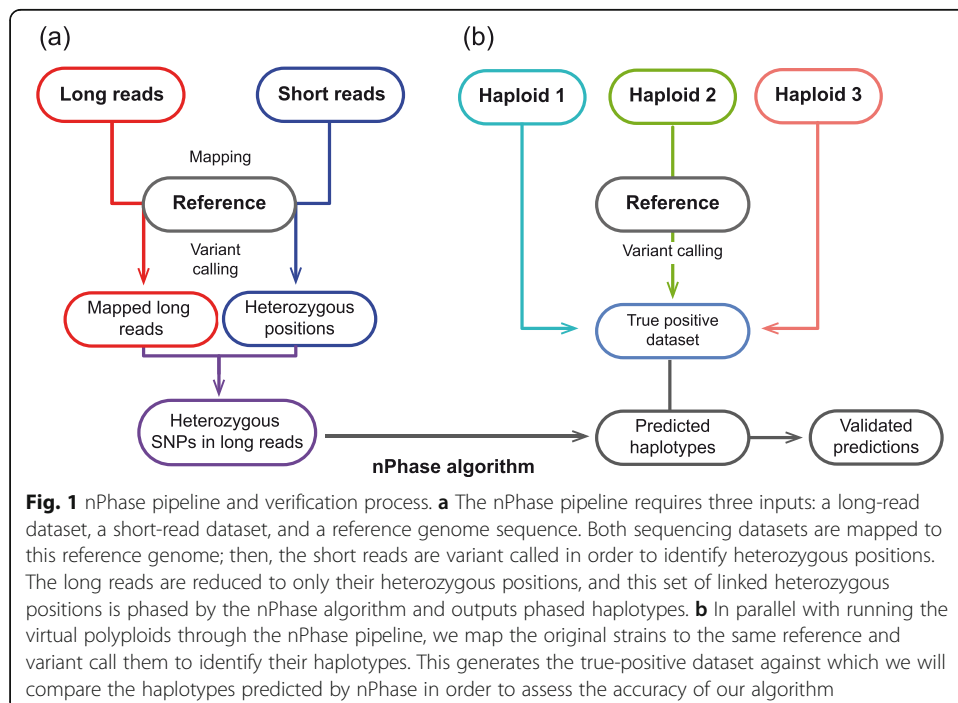 (a)
(b)
Long reads
Short reads
Haploid 1
Haploid 2
Haploid 3
Mapping
Reference
Reference
Variant
calling
Variant calling
Mapped long
reads
Heterozygous
positions
True positive
dataset
Heterozygous
SNPs in long reads
nPhase algorithm
Predicted
haplotypes
Validated
predictions
Fig. 1 nPhase pipeline and verification process. a The nPhase pipeline requires three inputs: a long-read
dataset, a short-read dataset, and a reference genome sequence. Both sequencing datasets are mapped to
this reference genome; then, the short reads are variant called in order to identify heterozygous positions.
The long reads are reduced to only their heterozygous positions, and this set of linked heterozygous
positions is phased by the nPhase algorithm and outputs phased haplotypes. b In parallel with running the
virtual polyploids through the nPhase pipeline, we map the original strains to the same reference and
variant call them to identify their haplotypes. This generates the true-positive dataset against which we will
compare the haplotypes predicted by nPhase in order to assess the accuracy of our algorithm